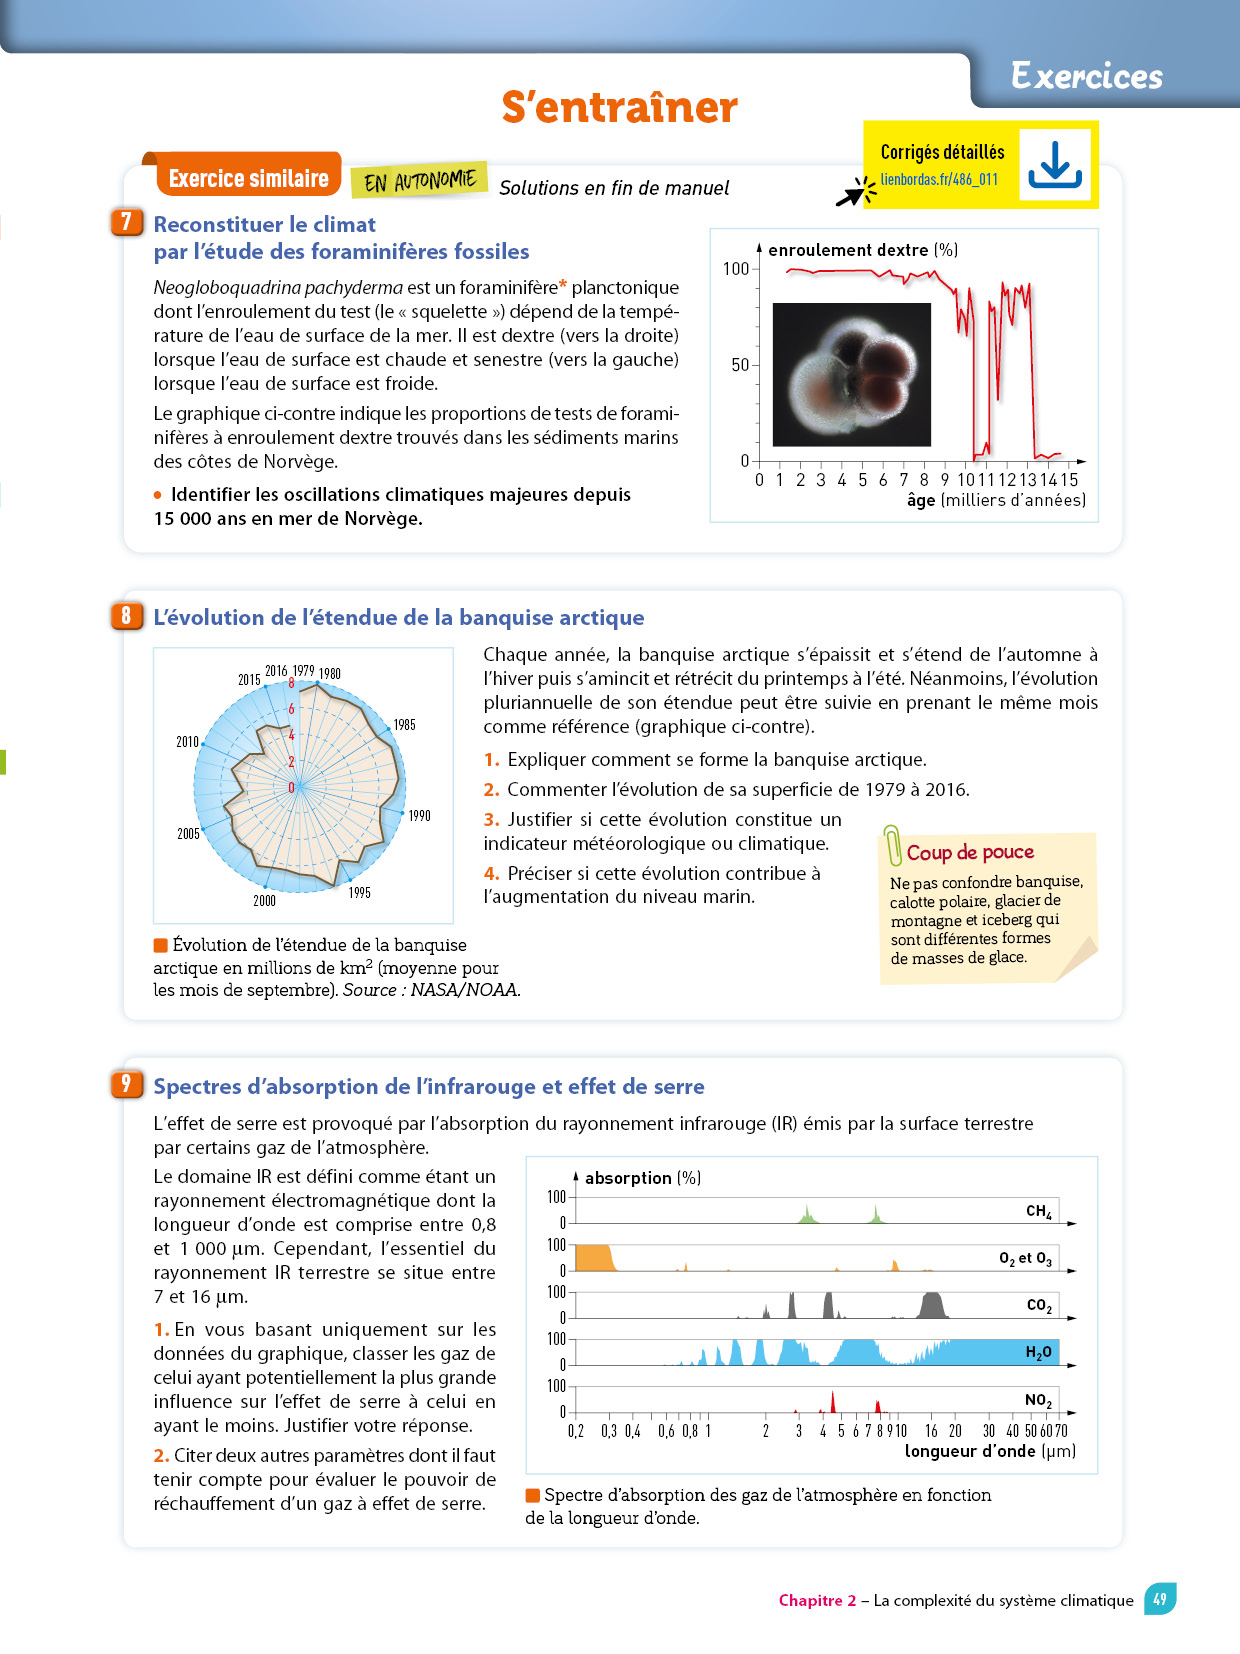 Exercices
S'entraîner
Corrigés détaillés
lienbordas.fr/486_011
Exercice similaire
EN AUTONOMIE
Solutions en fin de manuel
7 Reconstituer le climat
par l'étude des foraminifères fossiles
Neogloboquadrina pachyderma est un foraminifère* planctonique
dont l'enroulement du test (le « squelette ») dépend de la tempé-
rature de l'eau de surface de la mer. Il est dextre (vers la droite)
lorsque l'eau de surface est chaude et senestre (vers la gauche)
lorsque l'eau de surface est froide.
Le graphique ci-contre indique les proportions de tests de forami-
nifères à enroulement dextre trouvés dans les sédiments marins
des côtes de Norvège.
• Identifier les oscillations climatiques majeures depuis
15 000 ans en mer de Norvège.
enroulement dextre (%)
100
50
0
0 1 2 3 4 5 6 7 8 9 10 11 12 13 14 15
âge (milliers d'années)
8 L'évolution de l'étendue de la banquise arctique
2016 1979 1980
2015
8
6
1985
2010
4
2
0
1990
2005
1995
2000
Évolution de l'étendue de la banquise
arctique en millions de km² (moyenne pour
les mois de septembre). Source : NASA/NOAA.
Chaque année, la banquise arctique s'épaissit et s'étend de l'automne à
l'hiver puis s'amincit et rétrécit du printemps à l'été. Néanmoins, l'évolution
pluriannuelle de son étendue peut être suivie en prenant le même mois
comme référence (graphique ci-contre).
1. Expliquer comment se forme la banquise arctique.
2. Commenter l'évolution de sa superficie de 1979 à 2016.
3. Justifier si cette évolution constitue un
indicateur météorologique ou climatique.
4. Préciser si cette évolution contribue à
l'augmentation du niveau marin.
Coup de pouce
Ne pas confondre banquise,
calotte polaire, glacier de
montagne et iceberg qui
sont différentes formes
de masses de glace.
9 Spectres d'absorption de l'infrarouge et effet de serre
L'effet de serre est provoqué par l'absorption du rayonnement infrarouge (IR) émis par la surface terrestre
par certains gaz de l'atmosphère.
Le domaine IR est défini comme étant un
rayonnement électromagnétique dont la
longueur d'onde est comprise entre 0,8
et 1 000 µm. Cependant, l'essentiel du
rayonnement IR terrestre se situe entre
7 et 16 µm.
1. En vous basant uniquement sur les
données du graphique, classer les gaz de
celui ayant potentiellement la plus grande
influence sur l'effet de serre à celui en
ayant le moins. Justifier votre réponse.
2. Citer deux autres paramètres dont il faut
tenir compte pour évaluer le pouvoir de
réchauffement d'un gaz à effet de serre.
absorption (%)
100
0
CH₄
100
0
O₂ et O₃
100
0
CO₂
100
0
H₂O
100
0
NO₂
0,2 0,3 0,4 0,6 0,8 1 2 3 4 5 6 7 8 9 10 16 20 30 40 50 60 70
longueur d'onde (µm)
Spectre d'absorption des gaz de l'atmosphère en fonction
de la longueur d'onde.
Chapitre 2 – La complexité du système climatique 49